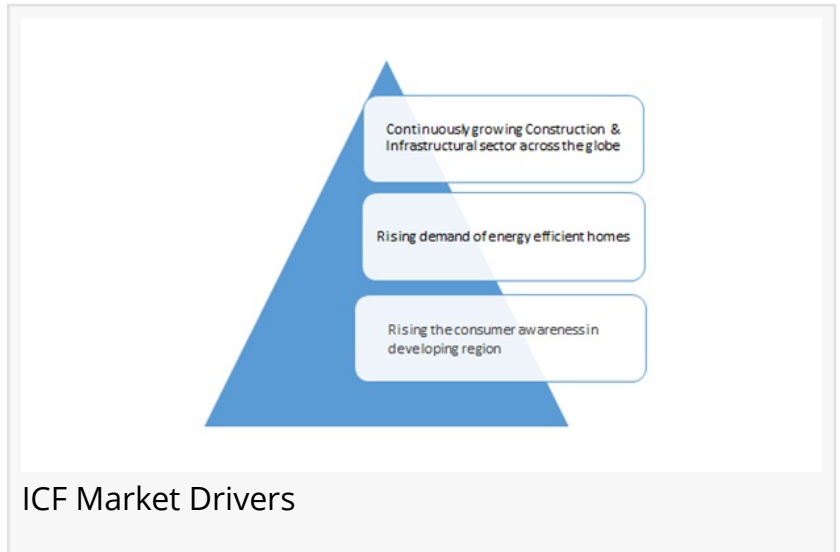 Continuously growing Construction &
Infrastructural sector across the globe
Rising demand of energy efficient homes
Rising the consumer awareness in
developing region
ICF Market Drivers